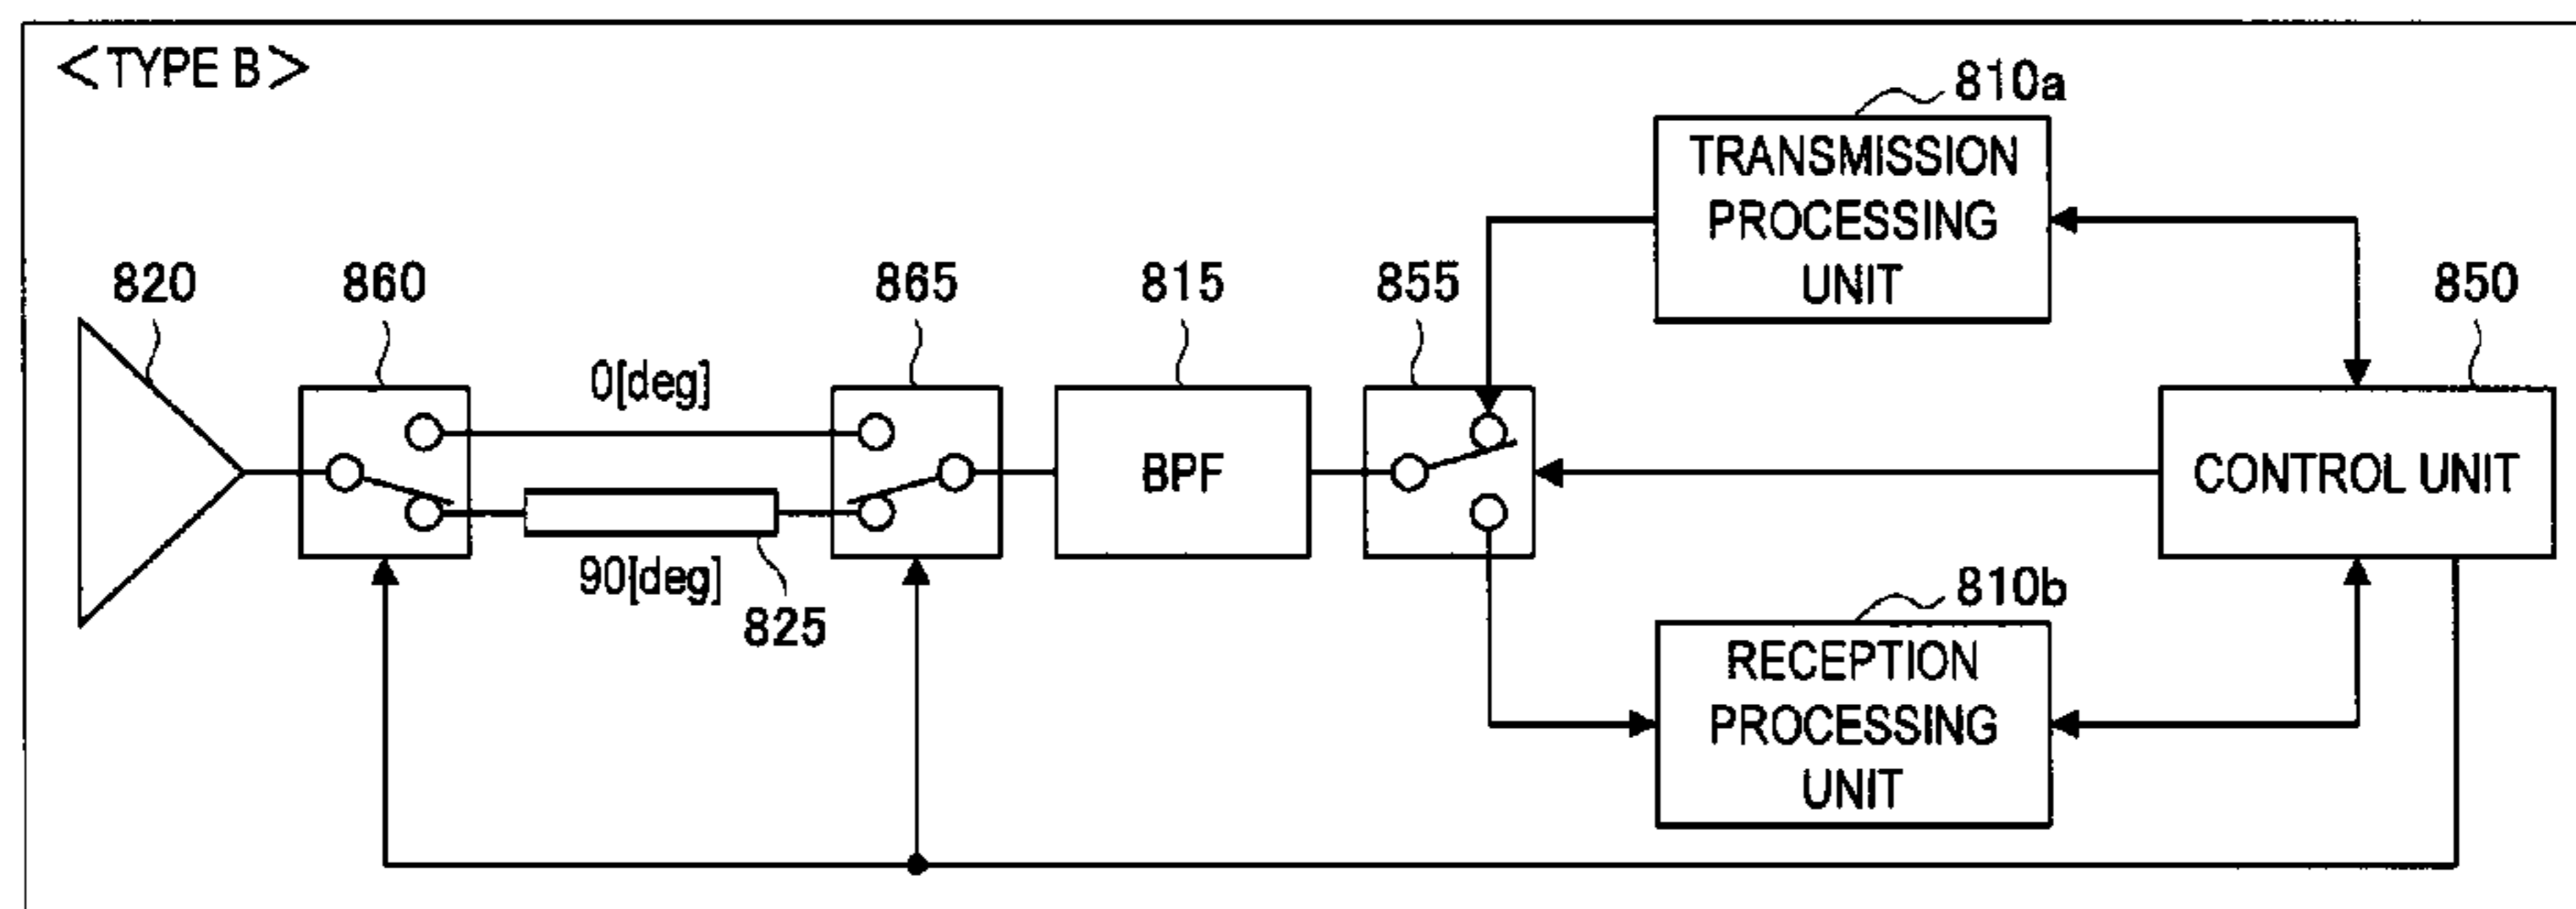 <TYPE B>
810a
TRANSMISSION
PROCESSING
UNIT
820
860
865
815
855
850
0[deg]
BPF
CONTROL UNIT
90[deg]
825
810b
RECEPTION
PROCESSING
UNIT